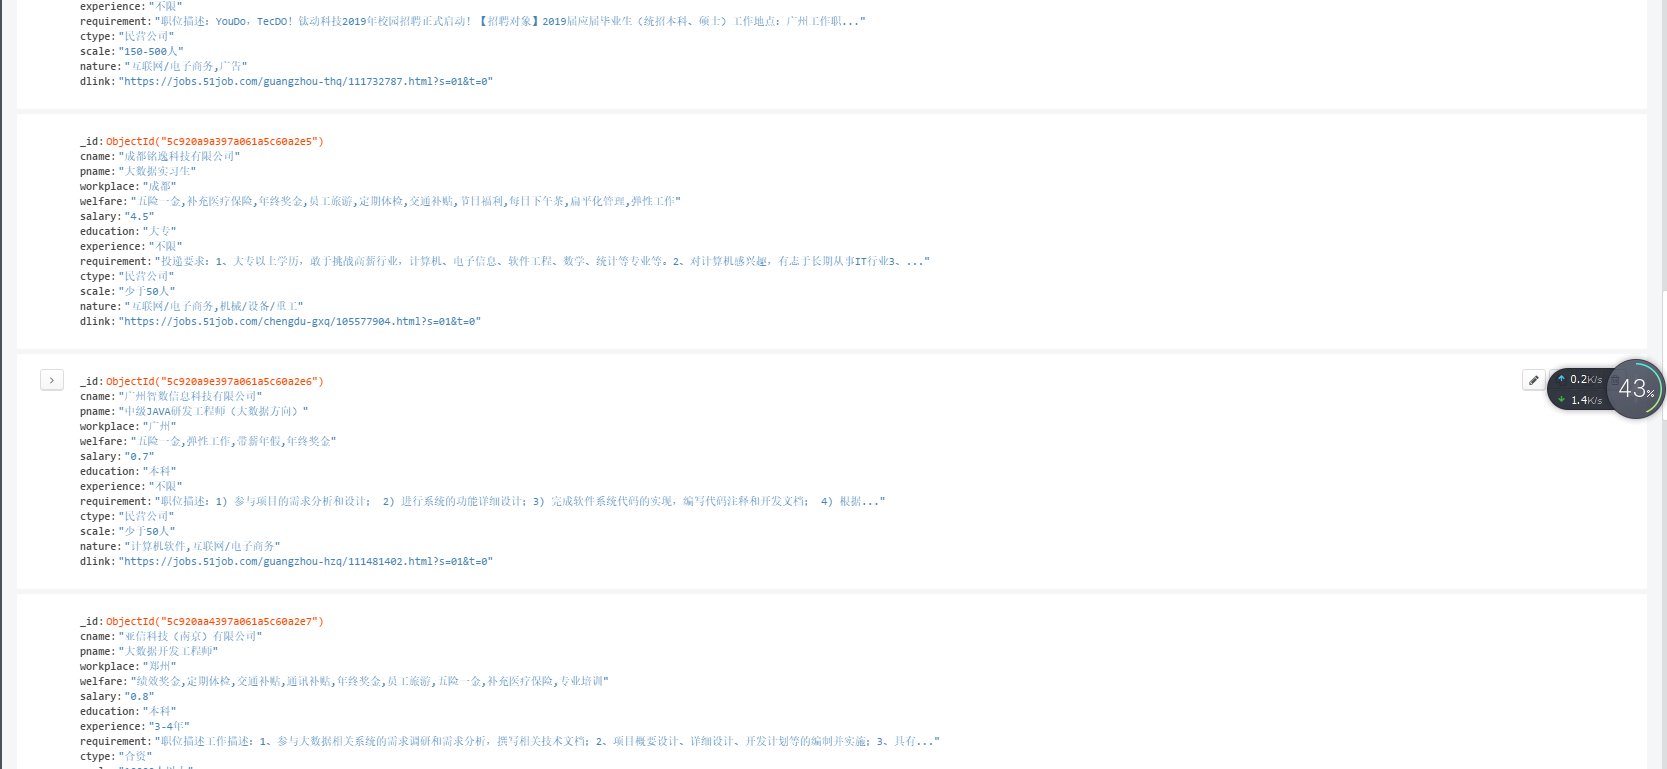 experience:"不限"
requirement:"职位描述: YouDo, TecDO! 钛动科技2019年校园招聘正式启动! 【招聘对象】2019届应届毕业生（统招本科、硕士）工作地点: 广州工作职..."
ctype:"民营公司"
scale:"150-500人"
nature:"互联网/电子商务,广告"
dlink:"https://jobs.51job.com/guangzhou-thq/111732787.html?s=01&t=0"
_id:ObjectId("5c920a9a397a061a5c60a2e5")
cname:"成都铭逸科技有限公司"
pname:"大数据实习生"
workplace:"成都"
welfare:"五险一金,补充医疗保险,年终奖金,员工旅游,定期体检,交通补贴,节日福利,每日下午茶,扁平化管理,弹性工作"
salary:"4.5"
education:"大专"
experience:"不限"
requirement:"投递要求: 1、大专以上学历, 敢于挑战高薪行业, 计算机、电子信息、软件工程、数学、统计等专业等。2、对计算机感兴趣, 有志于长期从事IT行业3、..."
ctype:"民营公司"
scale:"少于50人"
nature:"互联网/电子商务,机械/设备/重工"
dlink:"https://jobs.51job.com/chengdu-gxq/105577904.html?s=01&t=0"
_id:ObjectId("5c920a9e397a061a5c60a2e6")
cname:"广州智数信息科技有限公司"
pname:"中级JAVA研发工程师（大数据方向）"
workplace:"广州"
welfare:"五险一金,弹性工作,带薪年假,年终奖金"
salary:"0.7"
education:"本科"
experience:"不限"
requirement:"职位描述: 1) 参与项目的需求分析和设计; 2) 进行系统的功能详细设计; 3) 完成软件系统代码的实现, 编写代码注释和开发文档; 4) 根据..."
ctype:"民营公司"
scale:"少于50人"
nature:"计算机软件,互联网/电子商务"
dlink:"https://jobs.51job.com/guangzhou-hzq/111481402.html?s=01&t=0"
0.2K/s
1.4K/s
43%
_id:ObjectId("5c920aa4397a061a5c60a2e7")
cname:"亚信科技（南京）有限公司"
pname:"大数据开发工程师"
workplace:"郑州"
welfare:"绩效奖金,定期体检,交通补贴,通讯补贴,年终奖金,员工旅游,五险一金,补充医疗保险,专业培训"
salary:"0.8"
education:"本科"
experience:"3-4年"
requirement:"职位描述工作描述: 1、参与大数据相关系统的需求调研和需求分析, 撰写相关技术文档; 2、项目概要设计、详细设计、开发计划等的编制并实施; 3、具有..."
ctype:"合资"